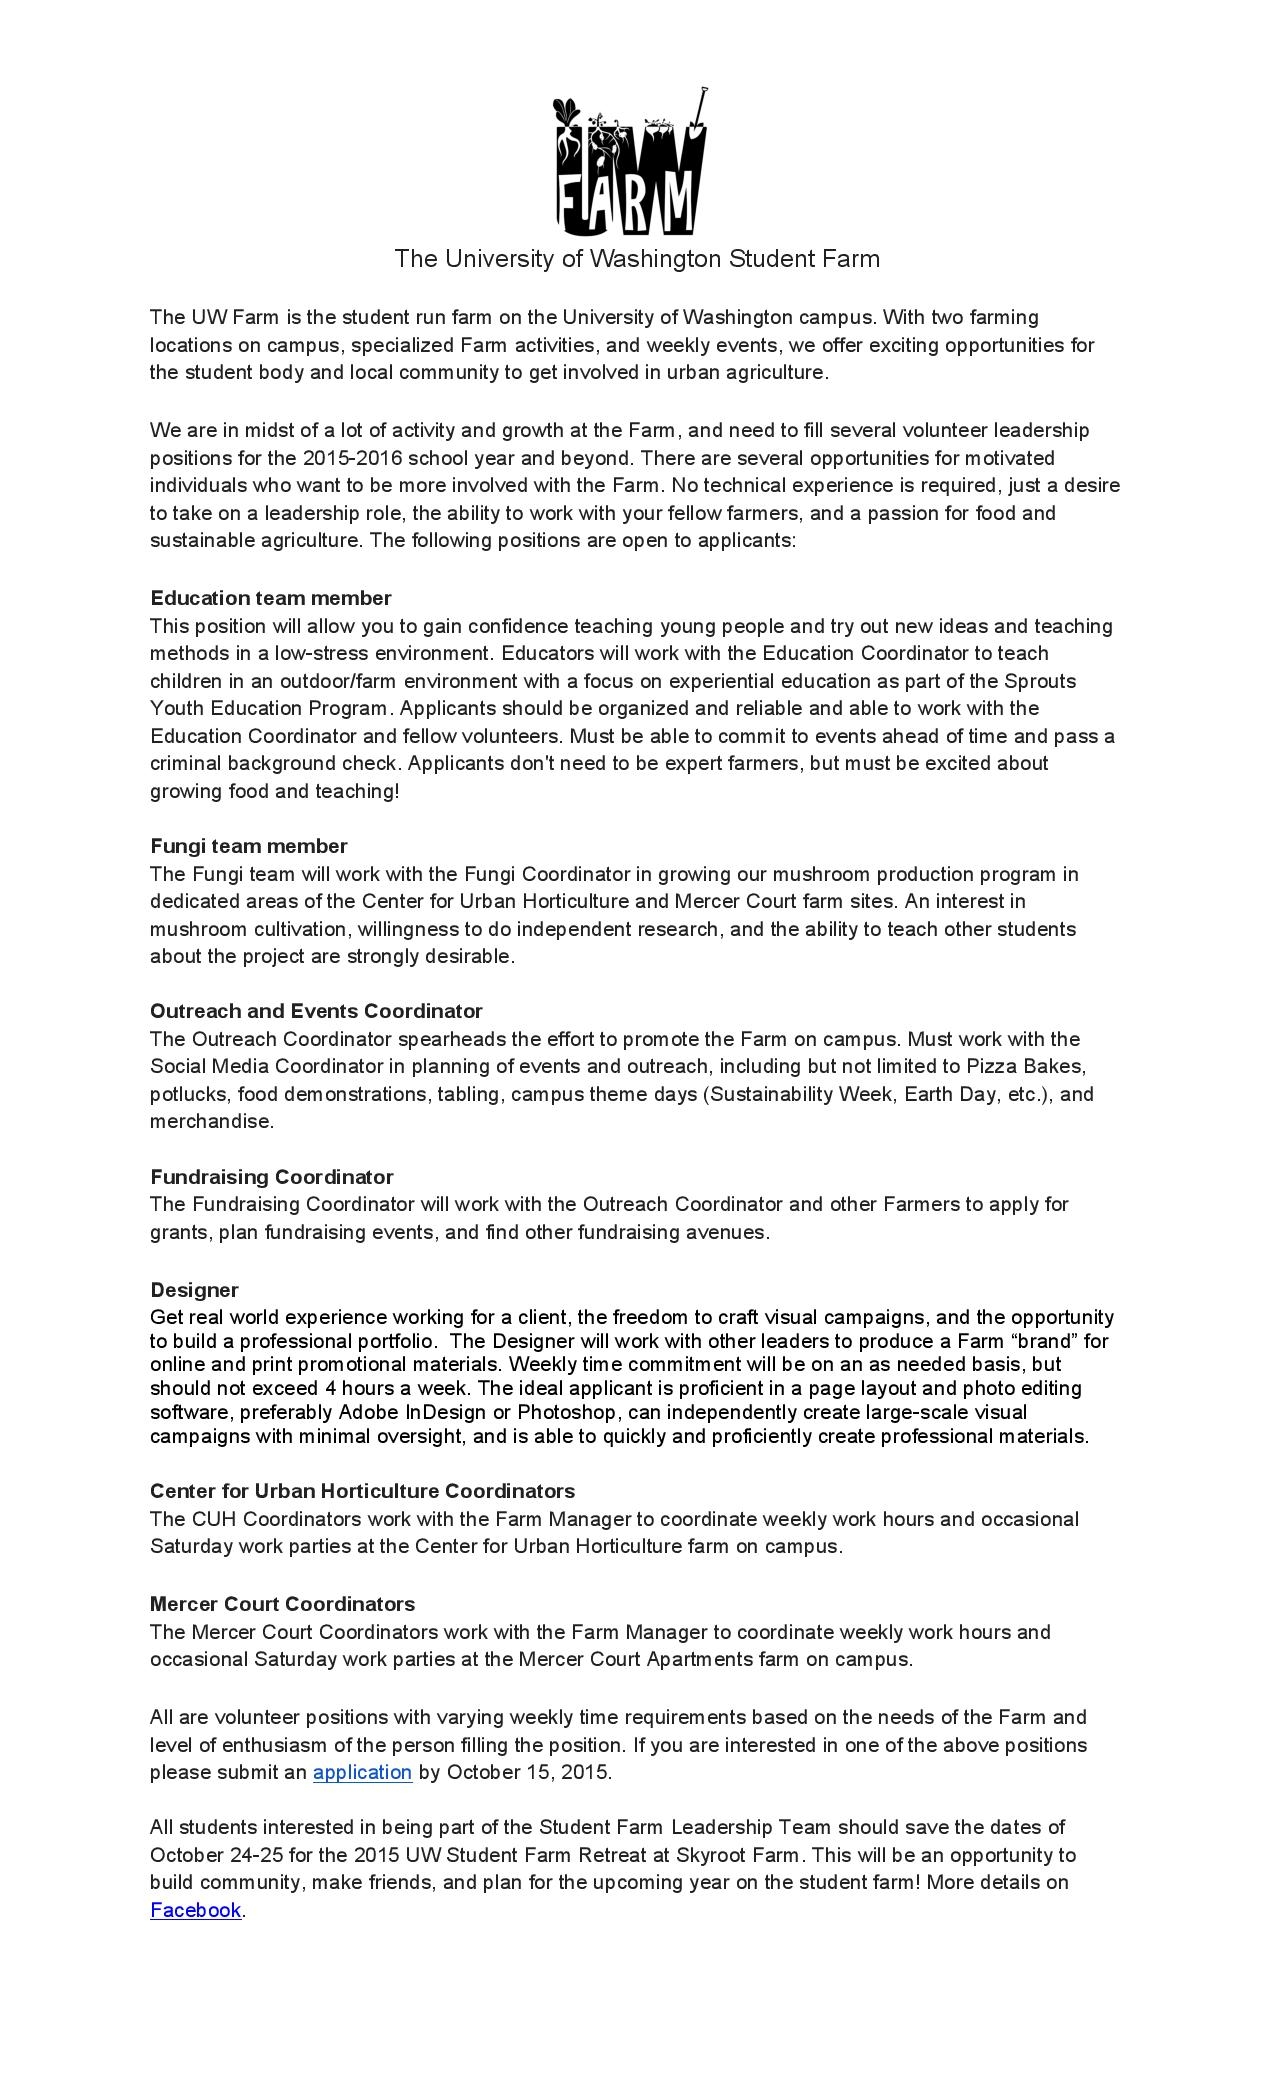 UW
FARM
The University of Washington Student Farm
The UW Farm is the student run farm on the University of Washington campus. With two farming
locations on campus, specialized Farm activities, and weekly events, we offer exciting opportunities for
the student body and local community to get involved in urban agriculture.
We are in midst of a lot of activity and growth at the Farm, and need to fill several volunteer leadership
positions for the 2015-2016 school year and beyond. There are several opportunities for motivated
individuals who want to be more involved with the Farm. No technical experience is required, just a desire
to take on a leadership role, the ability to work with your fellow farmers, and a passion for food and
sustainable agriculture. The following positions are open to applicants:
Education team member
This position will allow you to gain confidence teaching young people and try out new ideas and teaching
methods in a low-stress environment. Educators will work with the Education Coordinator to teach
children in an outdoor/farm environment with a focus on experiential education as part of the Sprouts
Youth Education Program. Applicants should be organized and reliable and able to work with the
Education Coordinator and fellow volunteers. Must be able to commit to events ahead of time and pass a
criminal background check. Applicants don't need to be expert farmers, but must be excited about
growing food and teaching!
Fungi team member
The Fungi team will work with the Fungi Coordinator in growing our mushroom production program in
dedicated areas of the Center for Urban Horticulture and Mercer Court farm sites. An interest in
mushroom cultivation, willingness to do independent research, and the ability to teach other students
about the project are strongly desirable.
Outreach and Events Coordinator
The Outreach Coordinator spearheads the effort to promote the Farm on campus. Must work with the
Social Media Coordinator in planning of events and outreach, including but not limited to Pizza Bakes,
potlucks, food demonstrations, tabling, campus theme days (Sustainability Week, Earth Day, etc.), and
merchandise.
Fundraising Coordinator
The Fundraising Coordinator will work with the Outreach Coordinator and other Farmers to apply for
grants, plan fundraising events, and find other fundraising avenues.
Designer
Get real world experience working for a client, the freedom to craft visual campaigns, and the opportunity
to build a professional portfolio.  The Designer will work with other leaders to produce a Farm “brand” for
online and print promotional materials. Weekly time commitment will be on an as needed basis, but
should not exceed 4 hours a week. The ideal applicant is proficient in a page layout and photo editing
software, preferably Adobe InDesign or Photoshop, can independently create large-scale visual
campaigns with minimal oversight, and is able to quickly and proficiently create professional materials.
Center for Urban Horticulture Coordinators
The CUH Coordinators work with the Farm Manager to coordinate weekly work hours and occasional
Saturday work parties at the Center for Urban Horticulture farm on campus.
Mercer Court Coordinators
The Mercer Court Coordinators work with the Farm Manager to coordinate weekly work hours and
occasional Saturday work parties at the Mercer Court Apartments farm on campus.
All are volunteer positions with varying weekly time requirements based on the needs of the Farm and
level of enthusiasm of the person filling the position. If you are interested in one of the above positions
please submit an application by October 15, 2015.
All students interested in being part of the Student Farm Leadership Team should save the dates of
October 24-25 for the 2015 UW Student Farm Retreat at Skyroot Farm. This will be an opportunity to
build community, make friends, and plan for the upcoming year on the student farm! More details on
Facebook.